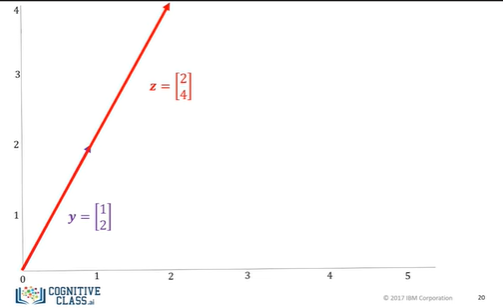 4
3
z = [2
4]
2
1
y = [1
2]
0
1
2
3
4
5
COGNITIVE
CLASS.ai
© 2017 IBM Corporation
20